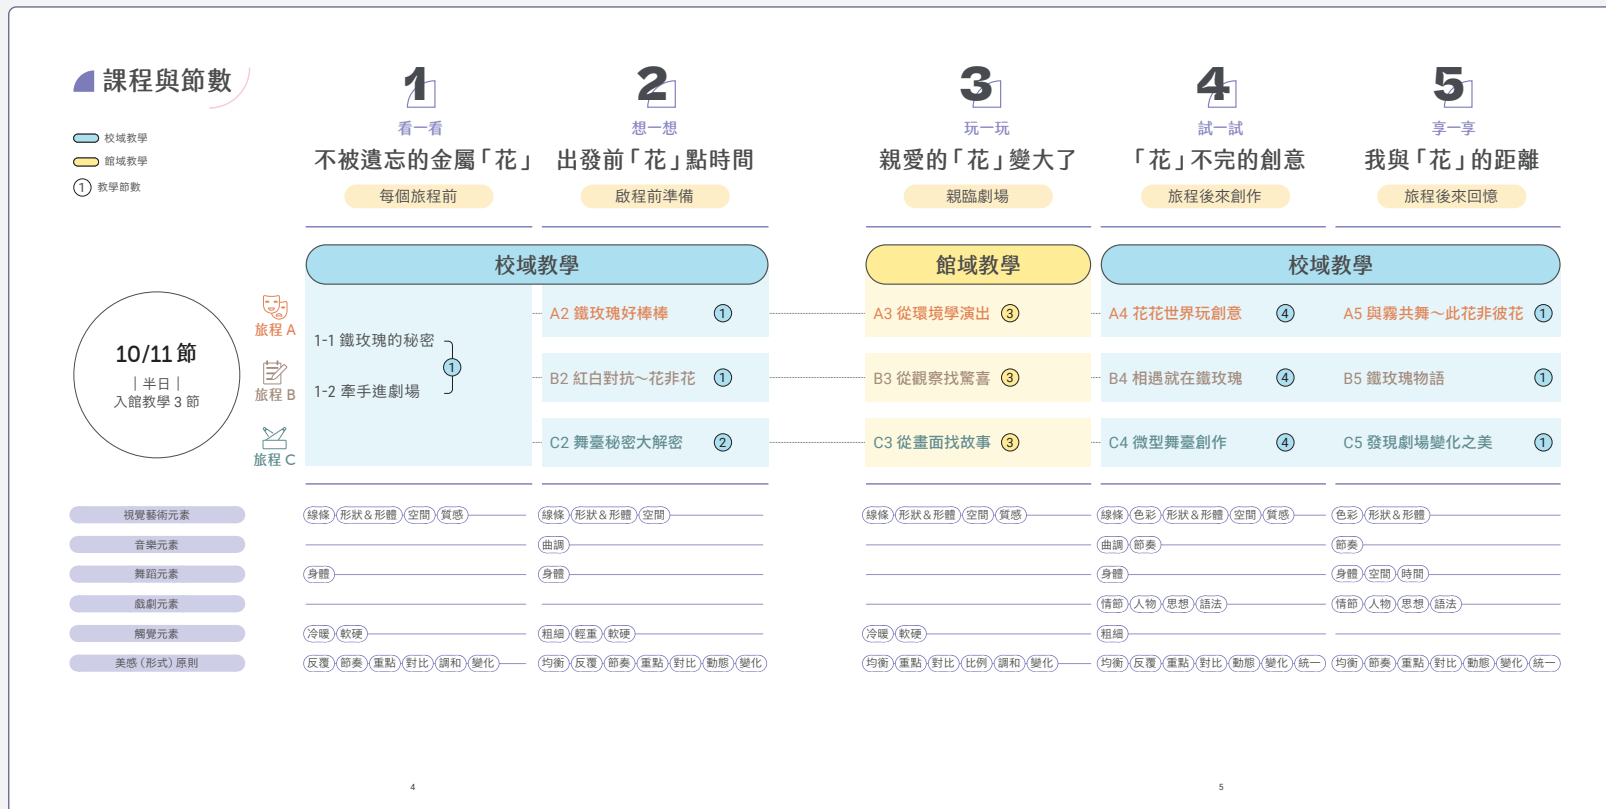 課程與節數
校域教學
館域教學
1 教學節數
1
看一看
不被遺忘的金屬「花」
每個旅程前
2
想一想
出發前「花」點時間
啟程前準備
3
玩一玩
親愛的「花」變大了
親臨劇場
4
試一試
「花」不完的創意
旅程後來創作
5
享一享
我與「花」的距離
旅程後來回憶
校域教學
館域教學
校域教學
10/11 節
｜半日｜
入館教學 3 節
旅程 A
旅程 B
旅程 C
1-1 鐵玫瑰的秘密
1-2 牽手進劇場
1
A2 鐵玫瑰好棒棒 1
A3 從環境學演出 3
A4 花花世界玩創意 4
A5 與霧共舞～此花非彼花 1
B2 紅白對抗～花非花 1
B3 從觀察找驚喜 3
B4 相遇就在鐵玫瑰 4
B5 鐵玫瑰物語 1
C2 舞臺秘密大解密 2
C3 從畫面找故事 3
C4 微型舞臺創作 4
C5 發現劇場變化之美 1
視覺藝術元素 線條 形狀＆形體 空間 質感 線條 形狀＆形體 空間 線條 形狀＆形體 空間 質感 線條 色彩 形狀＆形體 空間 質感 色彩 形狀＆形體
音樂元素 曲調 曲調 節奏 節奏
舞蹈元素 身體 身體 身體 身體 空間 時間
戲劇元素 情節 人物 思想 語法 情節 人物 思想 語法
觸覺元素 冷暖 軟硬 粗細 輕重 軟硬 冷暖 軟硬 粗細
美感（形式）原則 反覆 節奏 重點 對比 調和 變化 均衡 反覆 節奏 重點 對比 動態 變化 均衡 重點 對比 比例 調和 變化 均衡 反覆 重點 對比 動態 變化 統一 均衡 節奏 重點 對比 動態 變化 統一
4
5